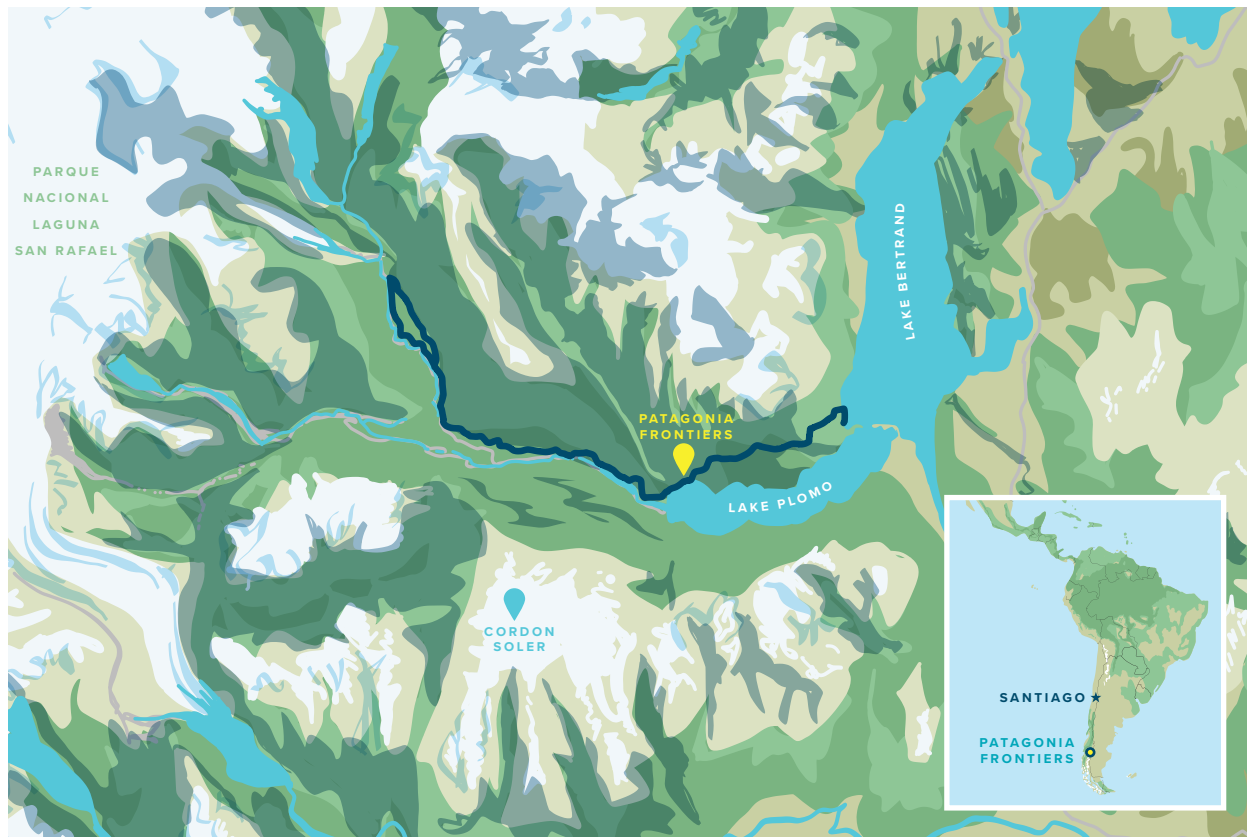 PARQUE
NACIONAL
LAGUNA
SAN RAFAEL
LAKE BERTRAND
PATAGONIA
FRONTIERS
LAKE PLOMO
CORDON
SOLER
SANTIAGO
PATAGONIA
FRONTIERS